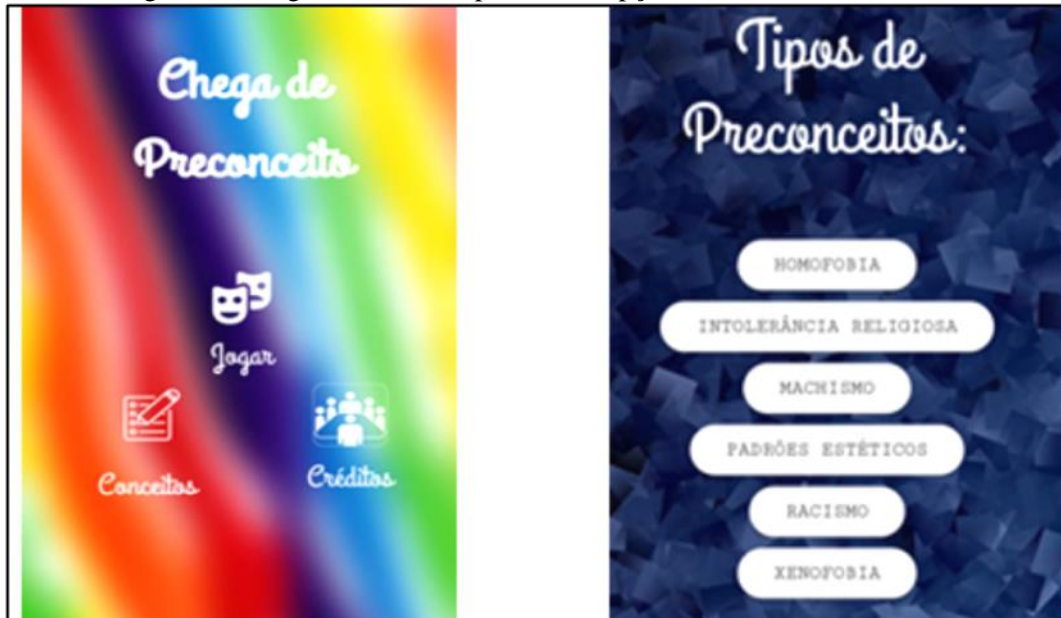 Chega de
Preconceito
Jogar
Conceitos
Créditos
Tipos de
Preconceitos:
HOMOFOBIA
INTOLERÂNCIA RELIGIOSA
MACHISMO
PADRÕES ESTÉTICOS
RACISMO
XENOFOBIA